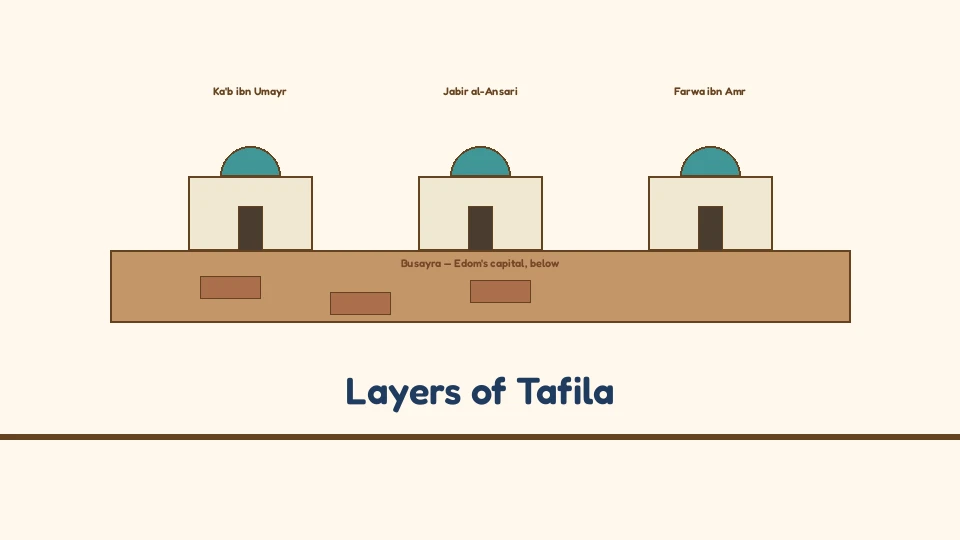 Ka'b ibn Umayr
Jabir al-Ansari
Farwa ibn Amr
Busayra — Edom's capital, below
Layers of Tafila